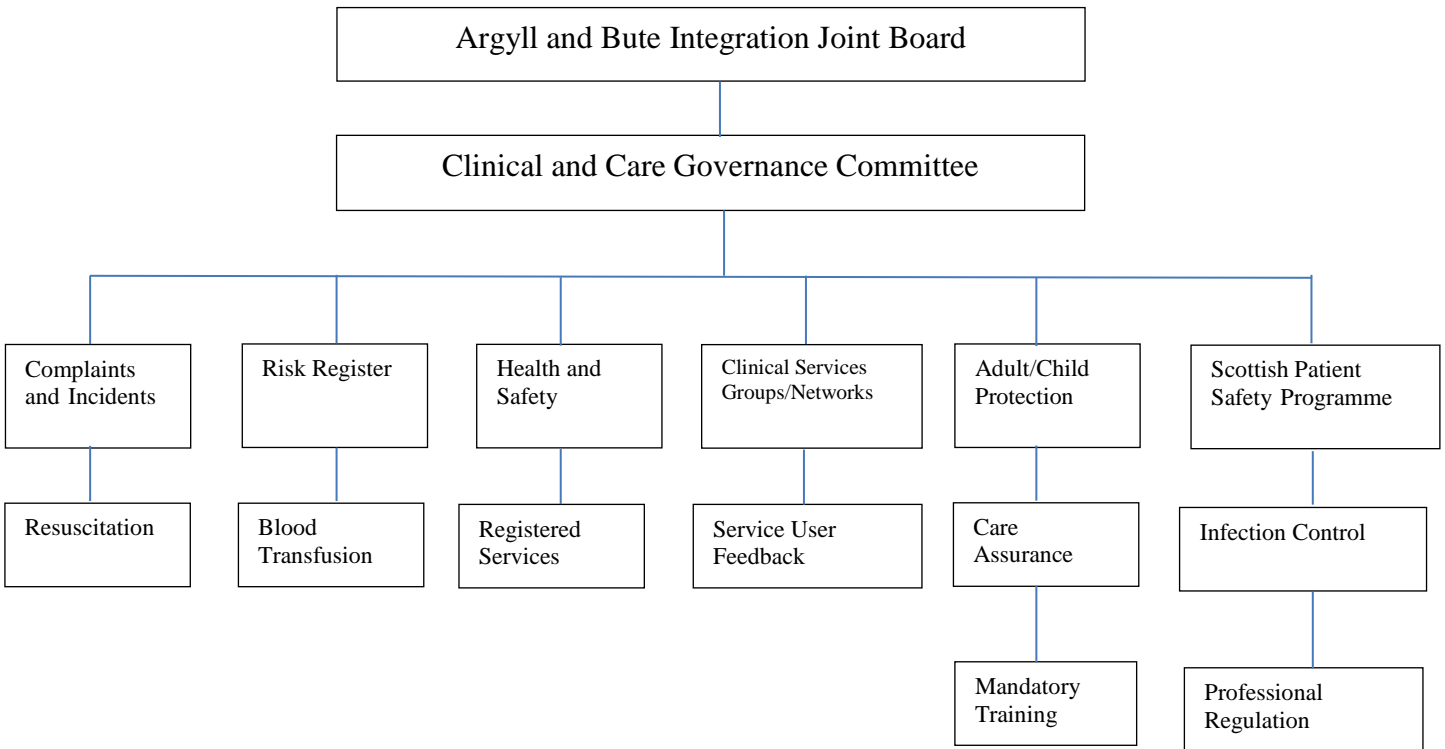 Argyll and Bute Integration Joint Board
Clinical and Care Governance Committee
Complaints
and Incidents
Risk Register
Health and
Safety
Clinical Services
Groups/Networks
Adult/Child
Protection
Scottish Patient
Safety Programme
Resuscitation
Blood
Transfusion
Registered
Services
Service User
Feedback
Care
Assurance
Infection Control
Mandatory
Training
Professional
Regulation